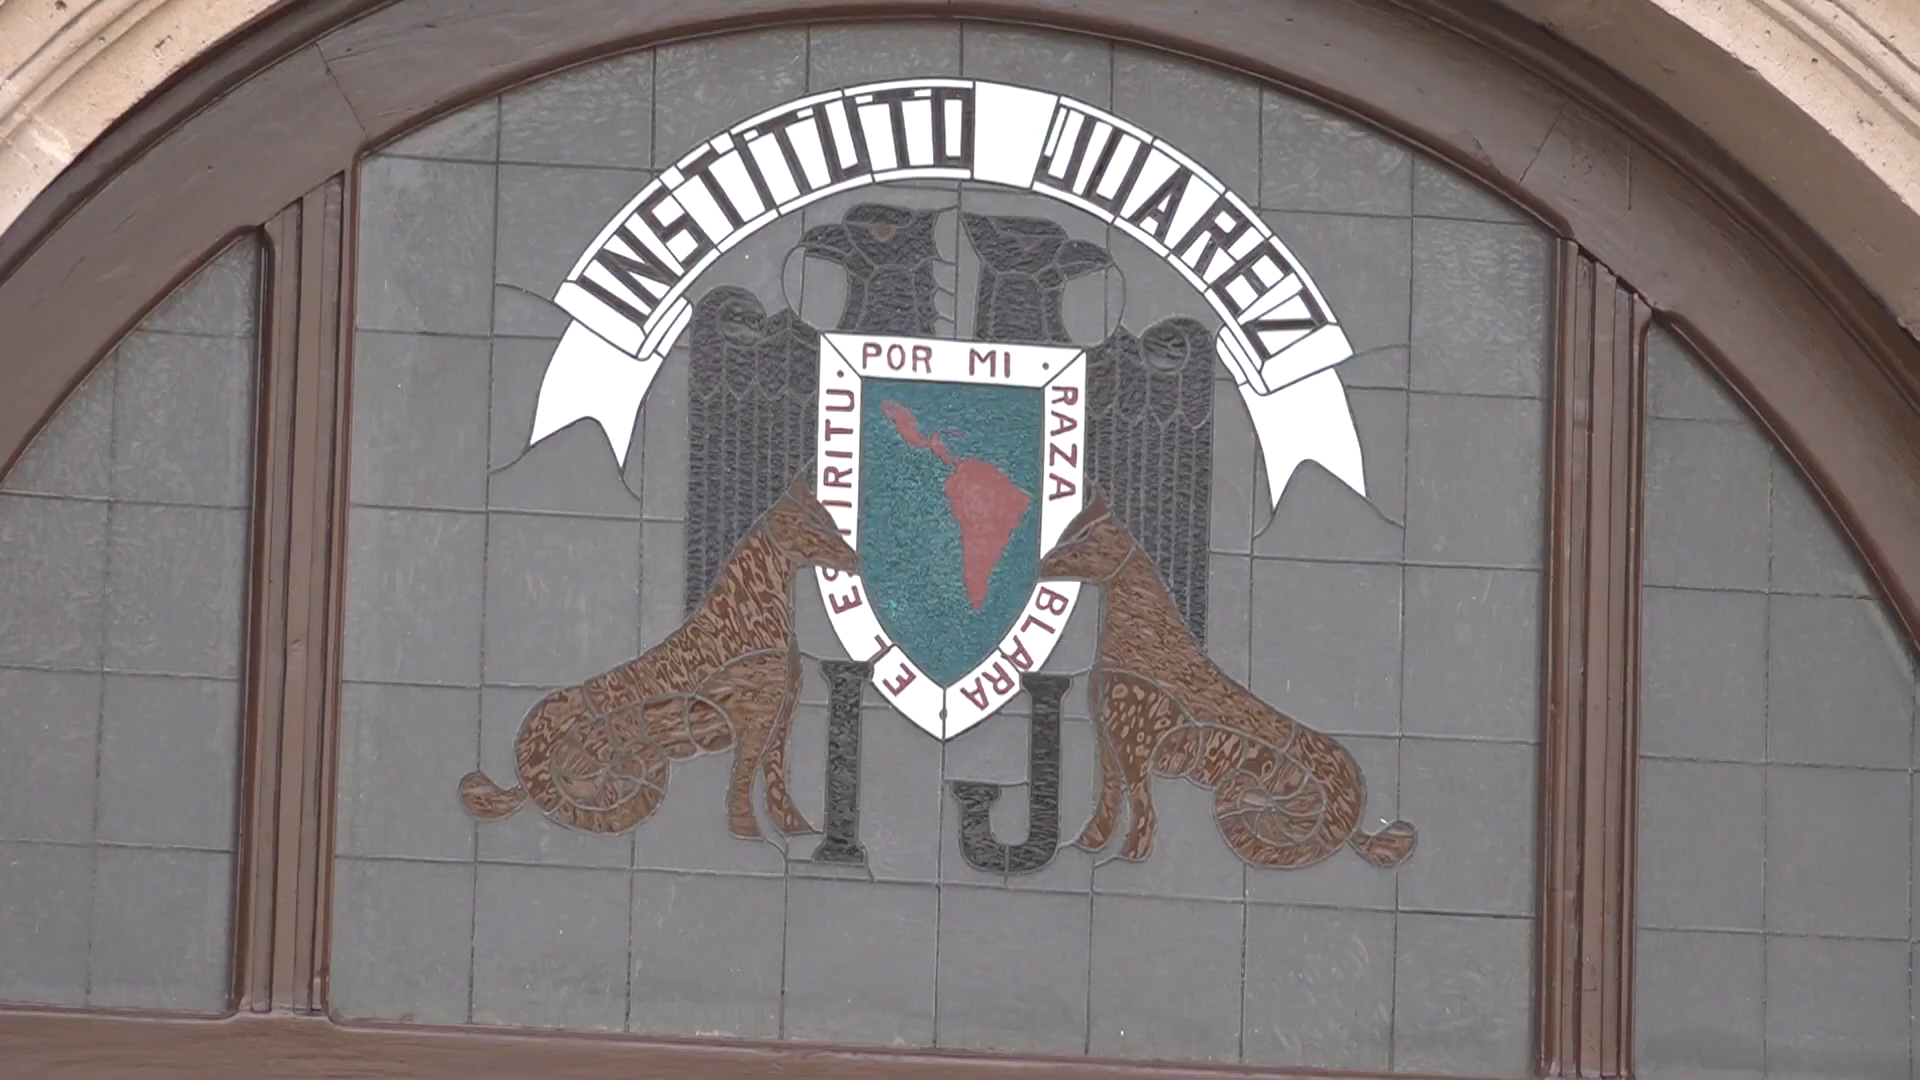 INSTITUTO JUAREZ
POR MI ·
RAZA
BLARA
EL ESPIRITU ·
IJ